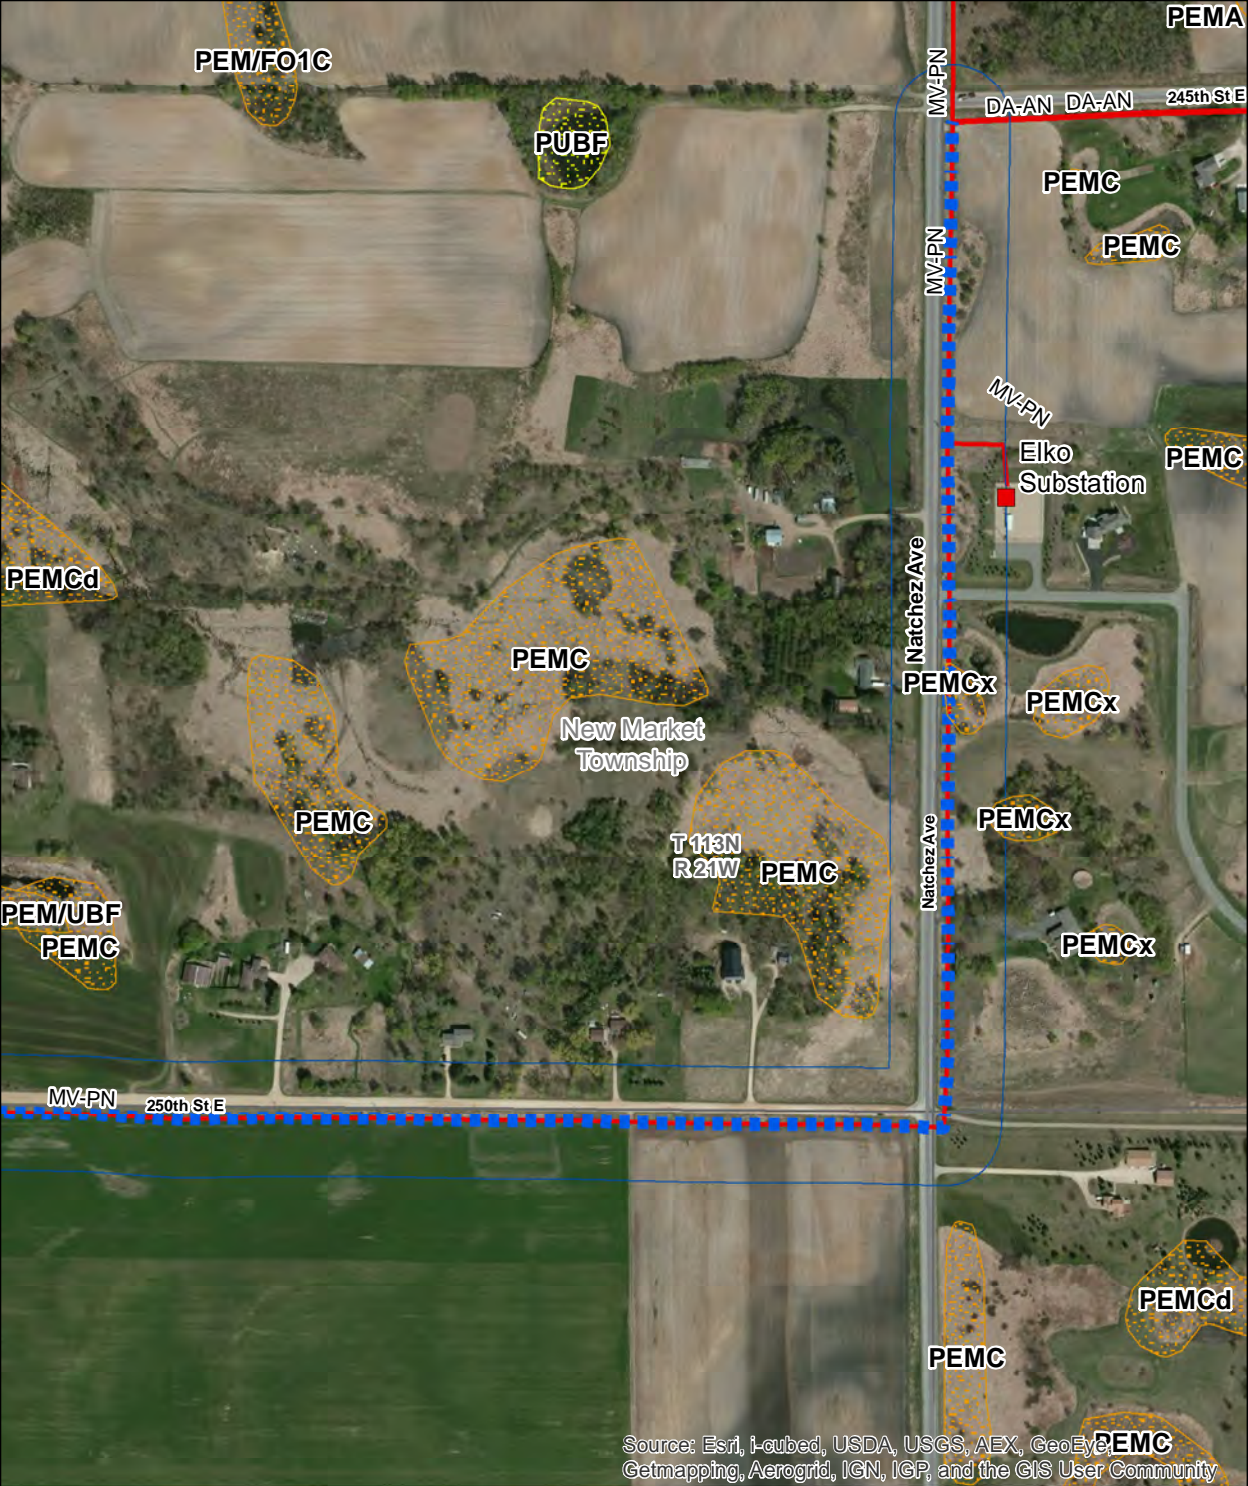 PEMA
PEM/FO1C
MV-PN
DA-AN DA-AN
245th St E
PUBF
PEMC
MV-PN
PEMC
MV-PN
Elko
Substation
PEMC
PEMCd
Natchez Ave
PEMC
PEMCx
PEMCx
New Market
Township
PEMC
PEMCx
T 113N
R 21W
PEMC
Natchez Ave
PEM/UBF
PEMC
PEMCx
MV-PN
250th St E
PEMCd
PEMC
PEMC
Source: Esri, i-cubed, USDA, USGS, AEX, GeoEye,
Getmapping, Aerogrid, IGN, IGP, and the GIS User Community